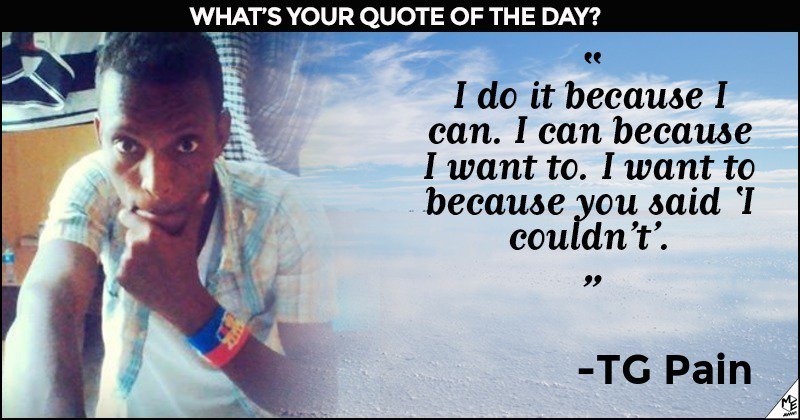 WHAT'S YOUR QUOTE OF THE DAY?
“
I do it because I
can. I can because
I want to. I want to
because you said ‘I
couldn’t’.
”
-TG Pain